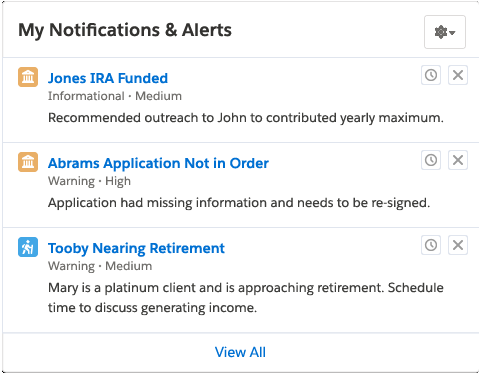 My Notifications & Alerts
Jones IRA Funded
Informational • Medium
Recommended outreach to John to contributed yearly maximum.
Abrams Application Not in Order
Warning • High
Application had missing information and needs to be re-signed.
Tooby Nearing Retirement
Warning • Medium
Mary is a platinum client and is approaching retirement. Schedule
time to discuss generating income.
View All